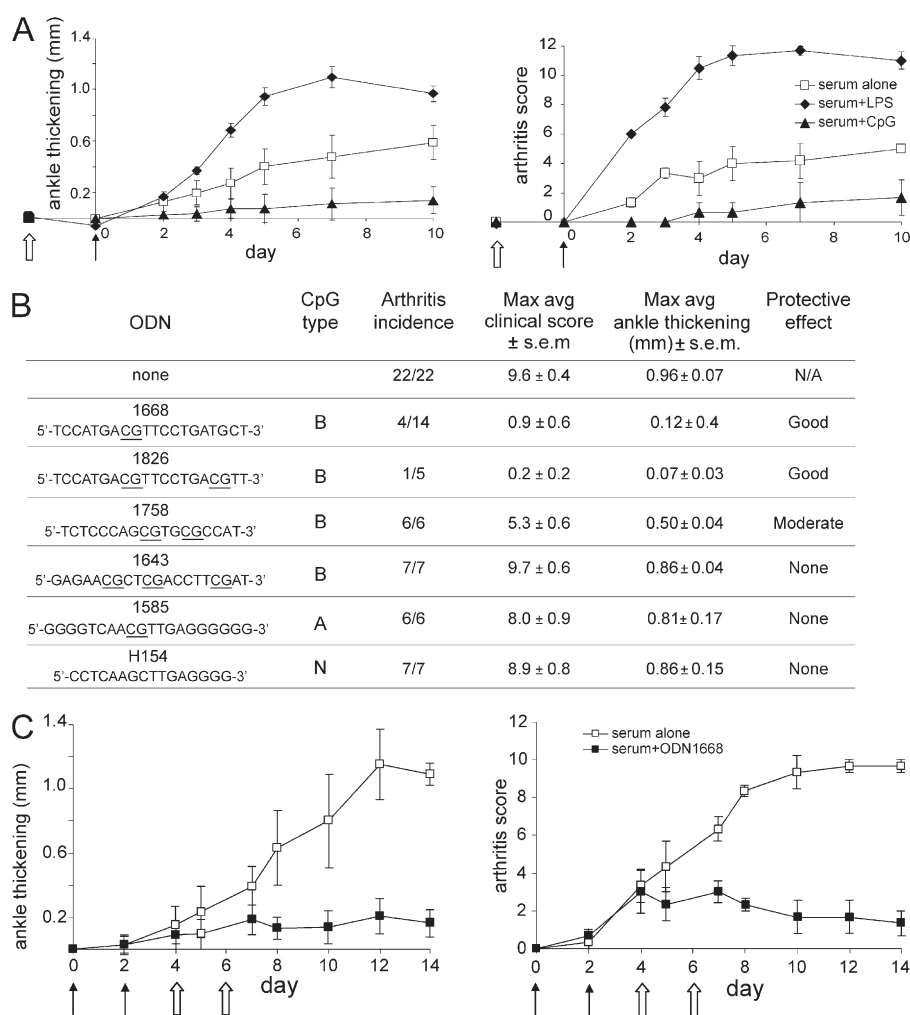 A
ankle thickening (mm)
1.4
1.0
0.6
0.2
0 2 4 6 8 10
day
arthritis score
12
10
8
6
4
2
0
0 2 4 6 8 10
day
serum alone
serum+LPS
serum+CpG
B
ODN CpG type Arthritis incidence Max avg clinical score ± s.e.m Max avg ankle thickening (mm) ± s.e.m. Protective effect
none 22/22 9.6 ± 0.4 0.96 ± 0.07 N/A
1668
5'-TCCATGACGTTCCTGATGCT-3' B 4/14 0.9 ± 0.6 0.12 ± 0.4 Good
1826
5'-TCCATGACGTTCCTGACGTT-3' B 1/5 0.2 ± 0.2 0.07 ± 0.03 Good
1758
5'-TCTCCCAGCGTGCGCCAT-3' B 6/6 5.3 ± 0.6 0.50 ± 0.04 Moderate
1643
5'-GAGAACGCTCGACCTTCGAT-3' B 7/7 9.7 ± 0.6 0.86 ± 0.04 None
1585
5'-GGGGTCAACGTTGAGGGGGG-3' A 6/6 8.0 ± 0.9 0.81 ± 0.17 None
H154
5'-CCTCAAGCTTGAGGGG-3' N 7/7 8.9 ± 0.8 0.86 ± 0.15 None
C
ankle thickening (mm)
1.4
1.0
0.6
0.2
0 2 4 6 8 10 12 14
day
arthritis score
12
10
8
6
4
2
0
0 2 4 6 8 10 12 14
day
serum alone
serum+ODN1668